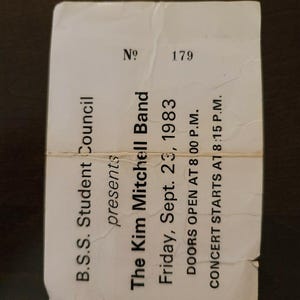 Nº 179
B.S.S. Student Council
presents
The Kim Mitchell Band
Friday, Sept. 23, 1983
DOORS OPEN AT 8:00 P.M.
CONCERT STARTS AT 8:15 P.M.